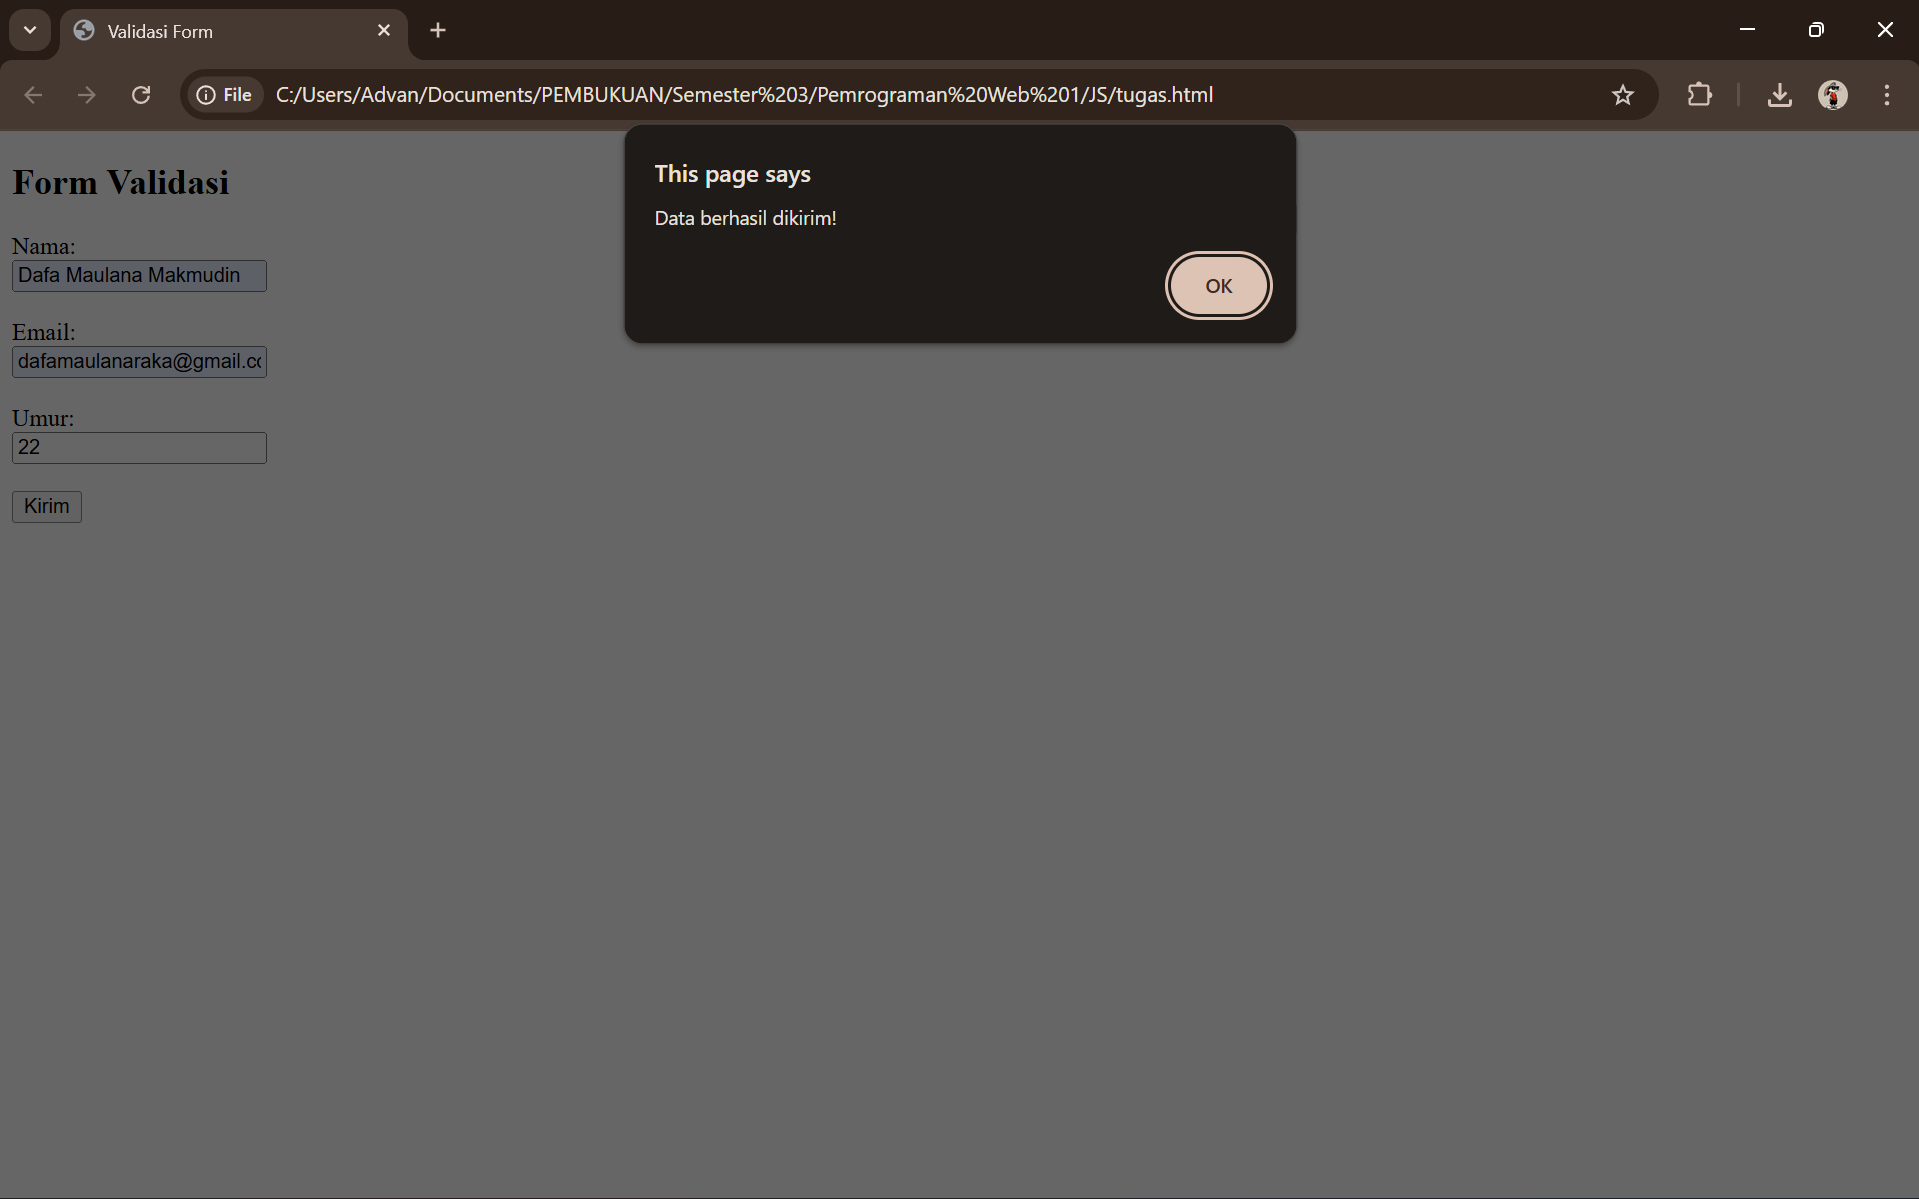 Validasi Form
File
C:/Users/Advan/Documents/PEMBUKUAN/Semester%203/Pemrograman%20Web%201/JS/tugas.html
This page says
Data berhasil dikirim!
OK
Form Validasi
Nama:
Dafa Maulana Makmudin
Email:
dafamaulanaraka@gmail.co
Umur:
22
Kirim